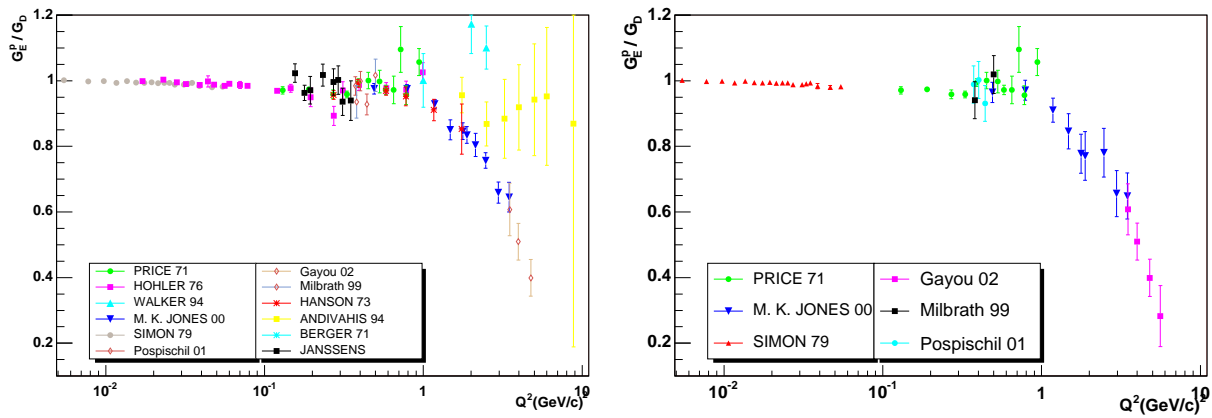 G_E^p / G_D
1.2
1
0.8
0.6
0.4
0.2
PRICE 71
HOHLER 76
WALKER 94
M. K. JONES 00
SIMON 79
Pospischil 01
Gayou 02
Milbrath 99
HANSON 73
ANDIVAHIS 94
BERGER 71
JANSSENS
10^-2
10^-1
1
10
Q^2(GeV/c)^2
G_E^p / G_D
1.2
1
0.8
0.6
0.4
0.2
PRICE 71
M. K. JONES 00
SIMON 79
Gayou 02
Milbrath 99
Pospischil 01
10^-2
10^-1
1
10
Q^2(GeV/c)^2